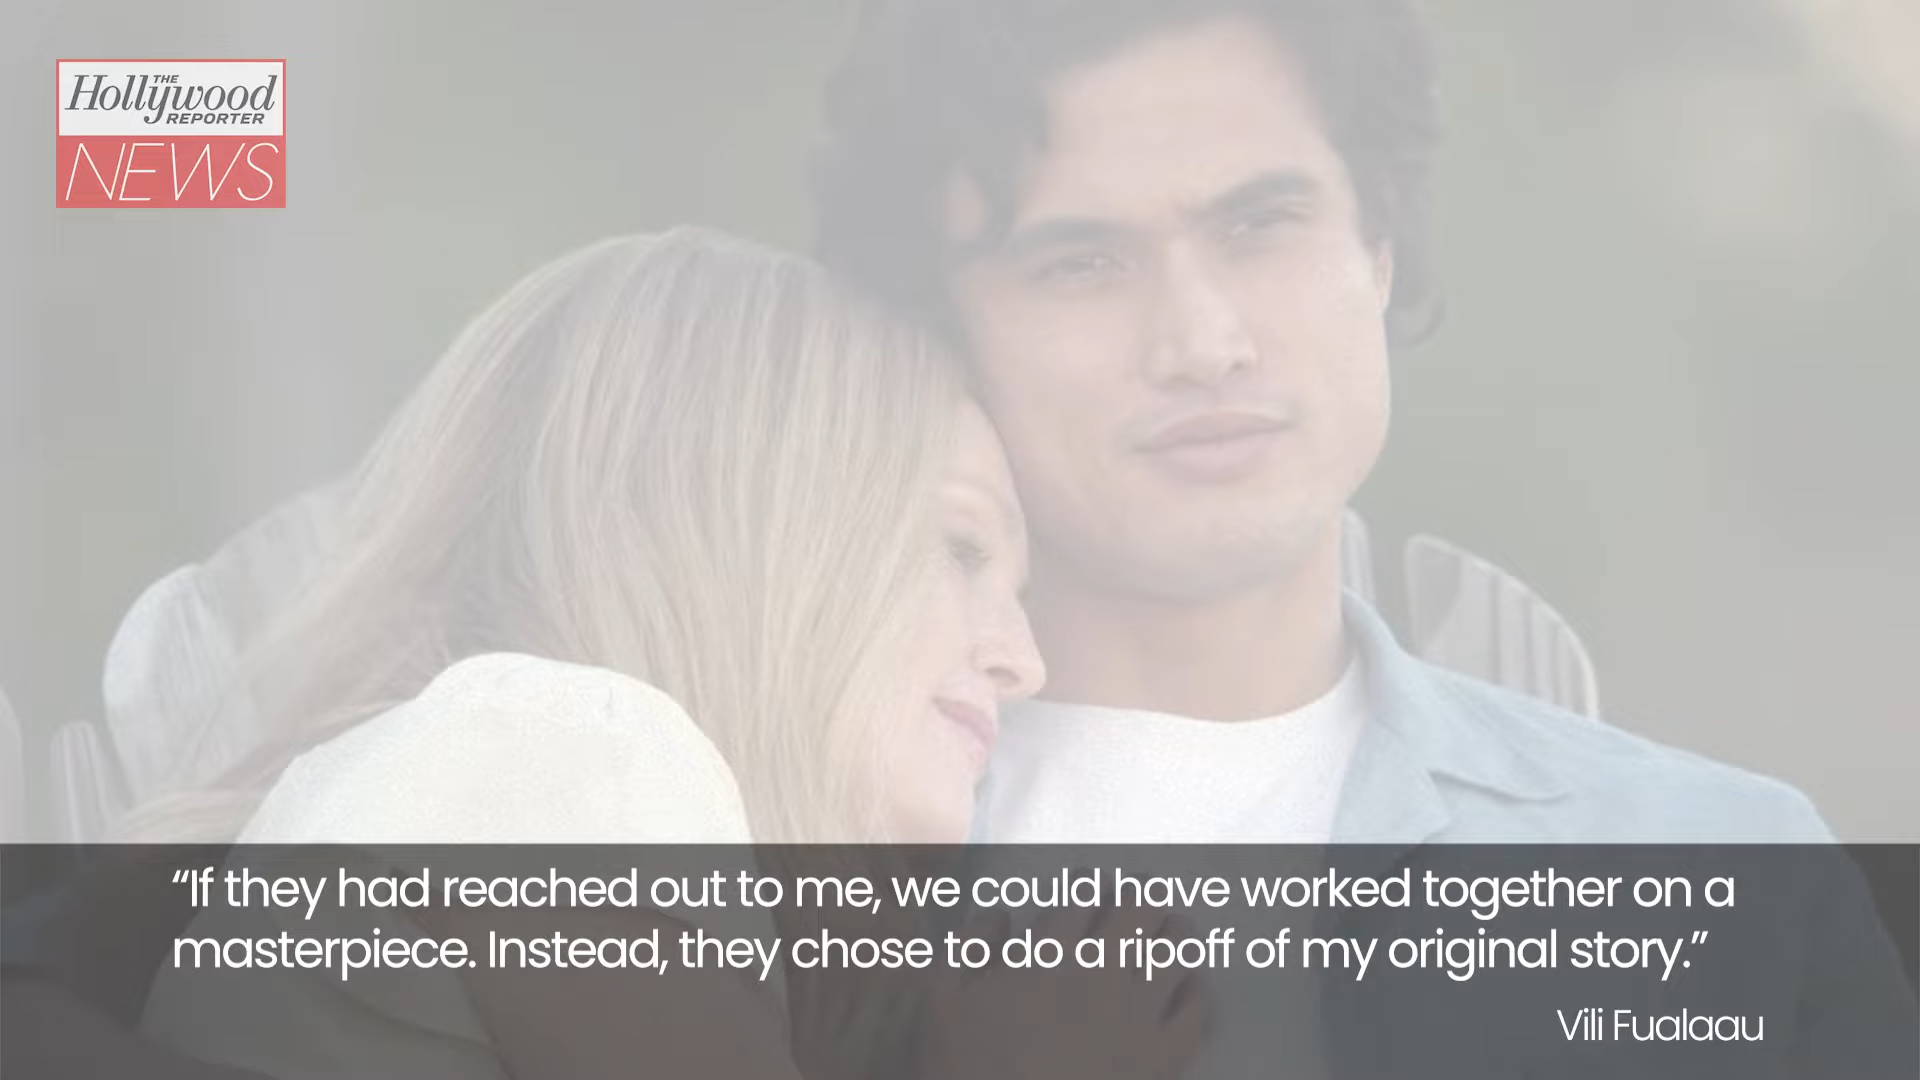 THE
Hollywood
REPORTER
NEWS
“If they had reached out to me, we could have worked together on a
masterpiece. Instead, they chose to do a ripoff of my original story.”
Vili Fualaau